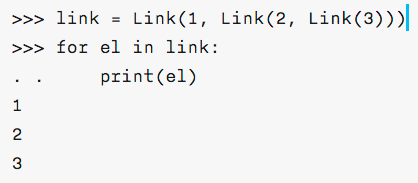 >>> link = Link(1, Link(2, Link(3)))
>>> for el in link:
. .     print(el)
1
2
3